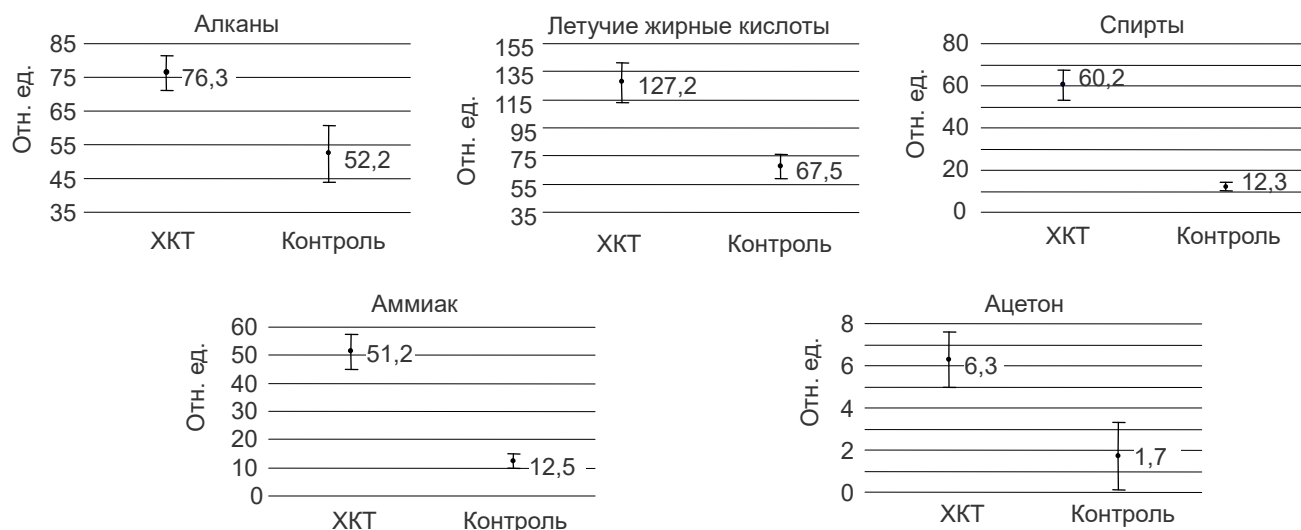 Алканы
Отн. ед.
85
75
65
55
45
35
76,3
52,2
ХКТ
Контроль
Летучие жирные кислоты
Отн. ед.
155
135
115
95
75
55
35
127,2
67,5
ХКТ
Контроль
Спирты
Отн. ед.
80
60
40
20
0
60,2
12,3
ХКТ
Контроль
Аммиак
Отн. ед.
60
50
40
30
20
10
0
51,2
12,5
ХКТ
Контроль
Ацетон
Отн. ед.
8
6
4
2
0
6,3
1,7
ХКТ
Контроль